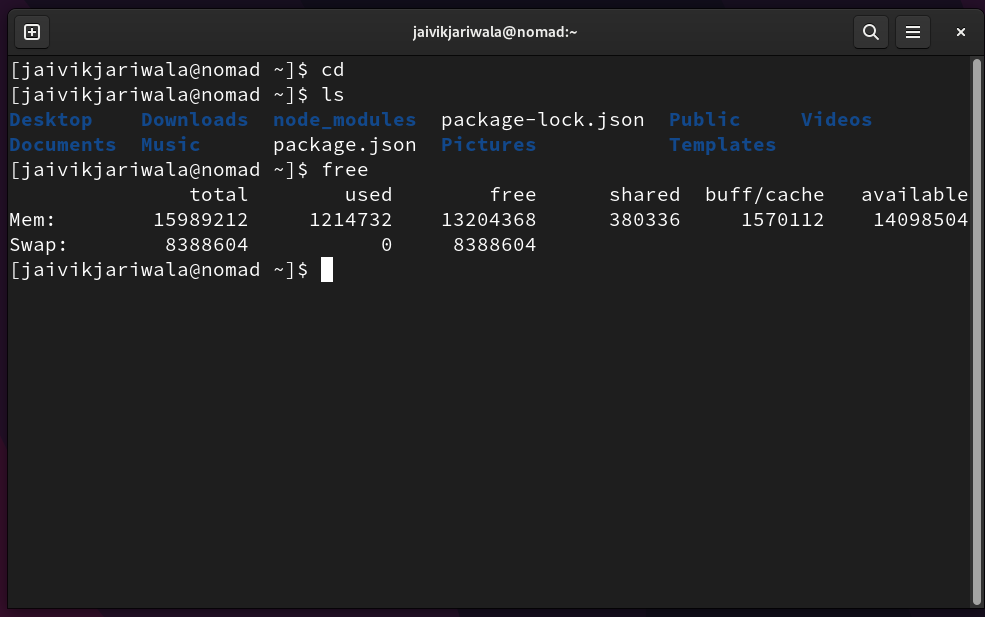 jaivikjariwala@nomad:~
[jaivikjariwala@nomad ~]$ cd
[jaivikjariwala@nomad ~]$ ls
Desktop    Downloads  node_modules  package-lock.json  Public     Videos
Documents  Music      package.json  Pictures           Templates
[jaivikjariwala@nomad ~]$ free
               total        used        free      shared  buff/cache   available
Mem:        15989212     1214732    13204368      380336     1570112    14098504
Swap:        8388604           0     8388604
[jaivikjariwala@nomad ~]$